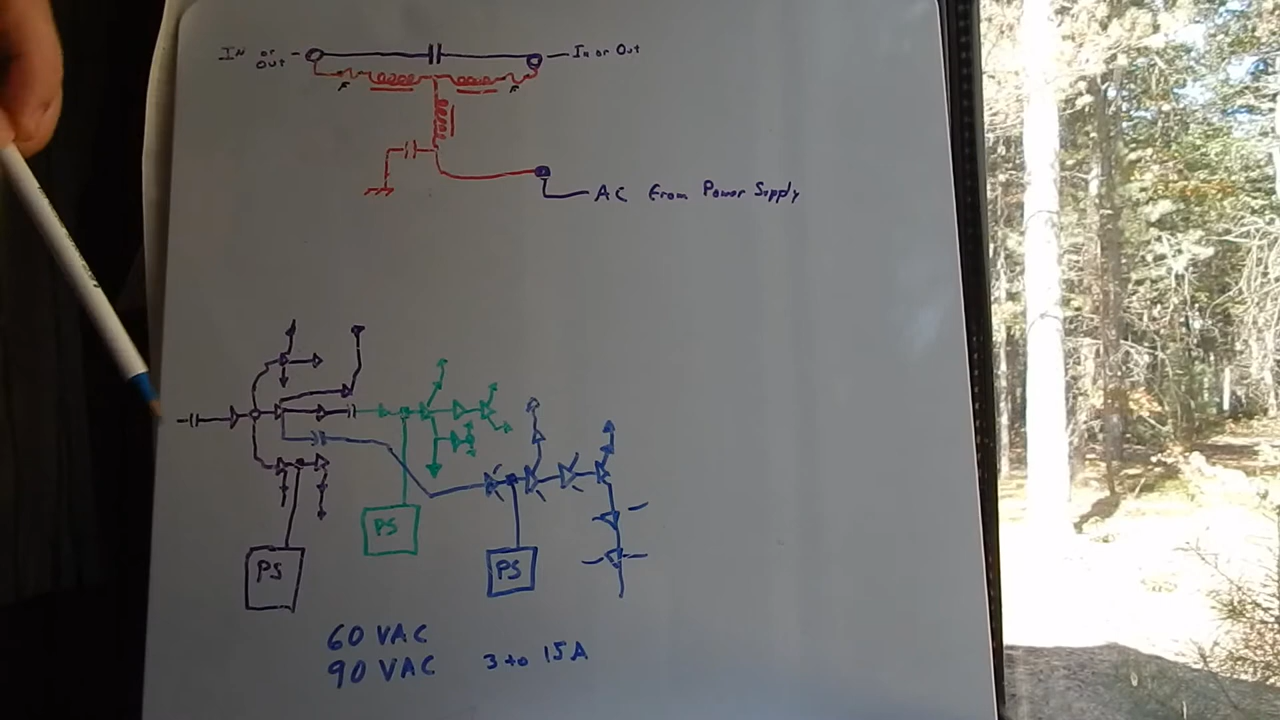 IN or OUT
In or Out
F
F
AC From Power Supply
PS
PS
PS
60 VAC
90 VAC
3 to 15A